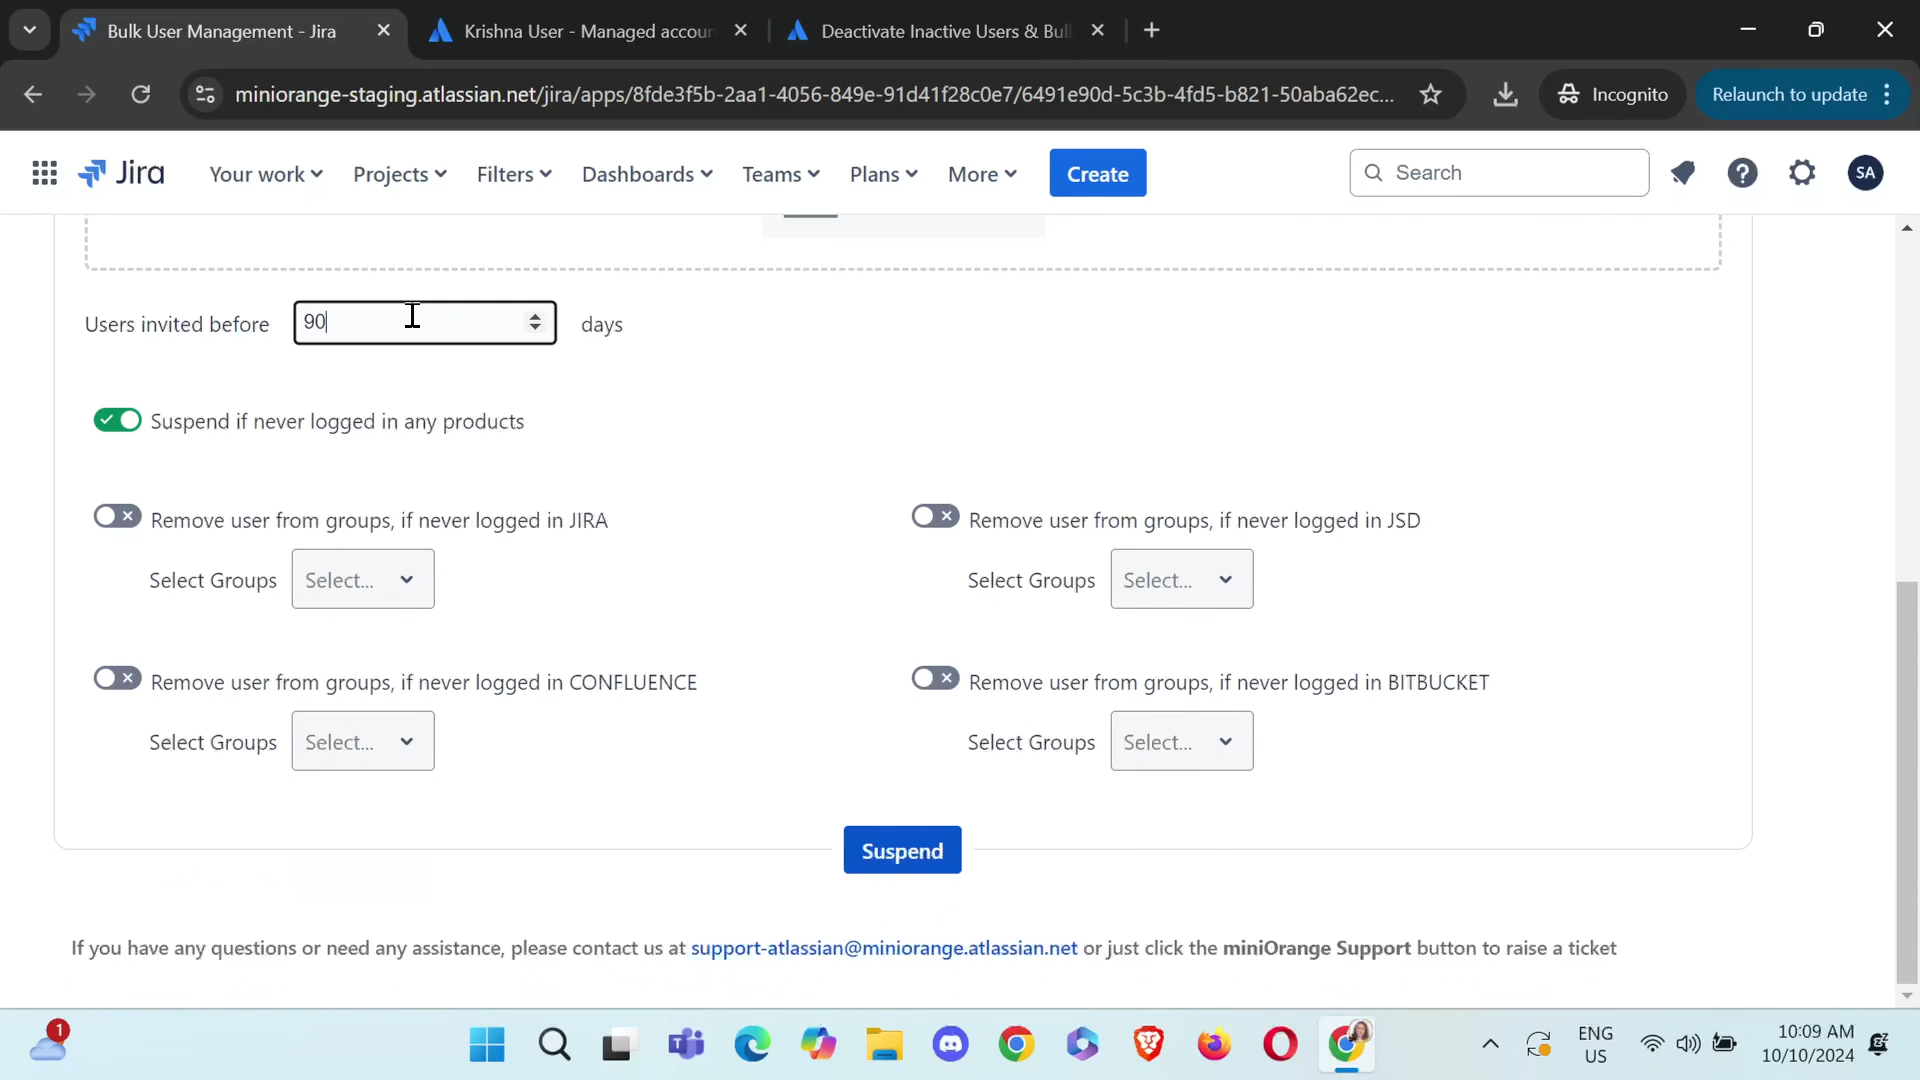 Bulk User Management - Jira
Krishna User - Managed accoun
Deactivate Inactive Users & Bul
miniorange-staging.atlassian.net/jira/apps/8fde3f5b-2aa1-4056-849e-91d41f28c0e7/6491e90d-5c3b-4fd5-b821-50aba62ec...
Incognito
Relaunch to update
Jira
Your work
Projects
Filters
Dashboards
Teams
Plans
More
Create
Search
SA
Users invited before
90
days
Suspend if never logged in any products
Remove user from groups, if never logged in JIRA
Remove user from groups, if never logged in JSD
Select Groups
Select...
Select Groups
Select...
Remove user from groups, if never logged in CONFLUENCE
Remove user from groups, if never logged in BITBUCKET
Select Groups
Select...
Select Groups
Select...
Suspend
If you have any questions or need any assistance, please contact us at support-atlassian@miniorange.atlassian.net or just click the miniOrange Support button to raise a ticket
1
ENG
US
10:09 AM
10/10/2024